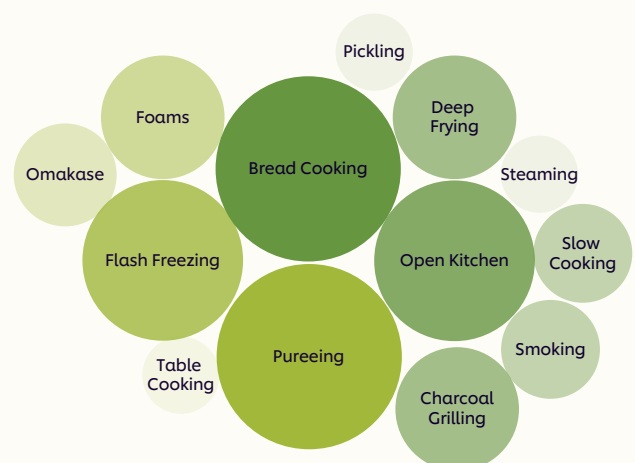 Pickling
Foams
Deep
Frying
Bread Cooking
Omakase
Steaming
Flash Freezing
Open Kitchen
Slow
Cooking
Pureeing
Smoking
Table
Cooking
Charcoal
Grilling